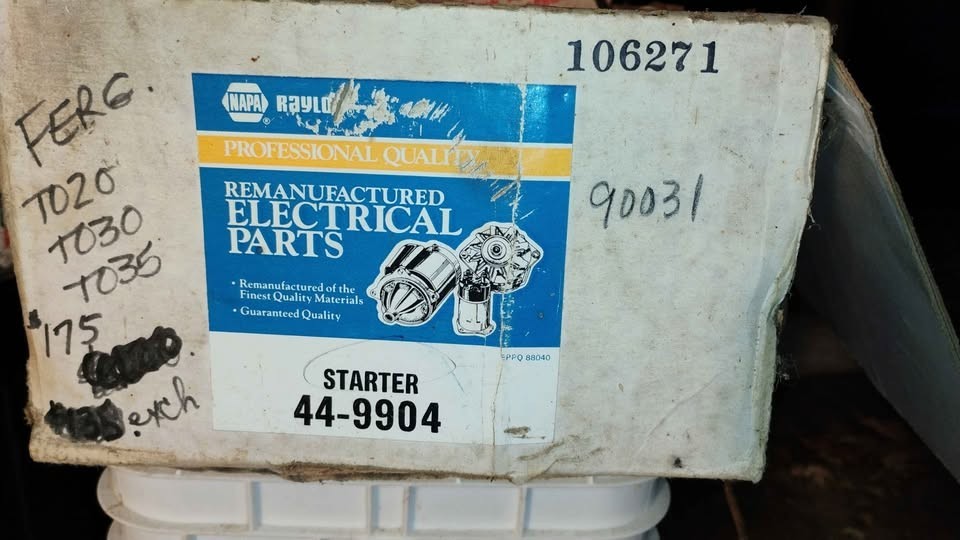 106271
FERG.
TO20
TO30
TO35
$175
exch
NAPA
PROFESSIONAL QUALITY
REMANUFACTURED
ELECTRICAL
PARTS
• Remanufactured of the
Finest Quality Materials
• Guaranteed Quality
88040
STARTER
44-9904
90031